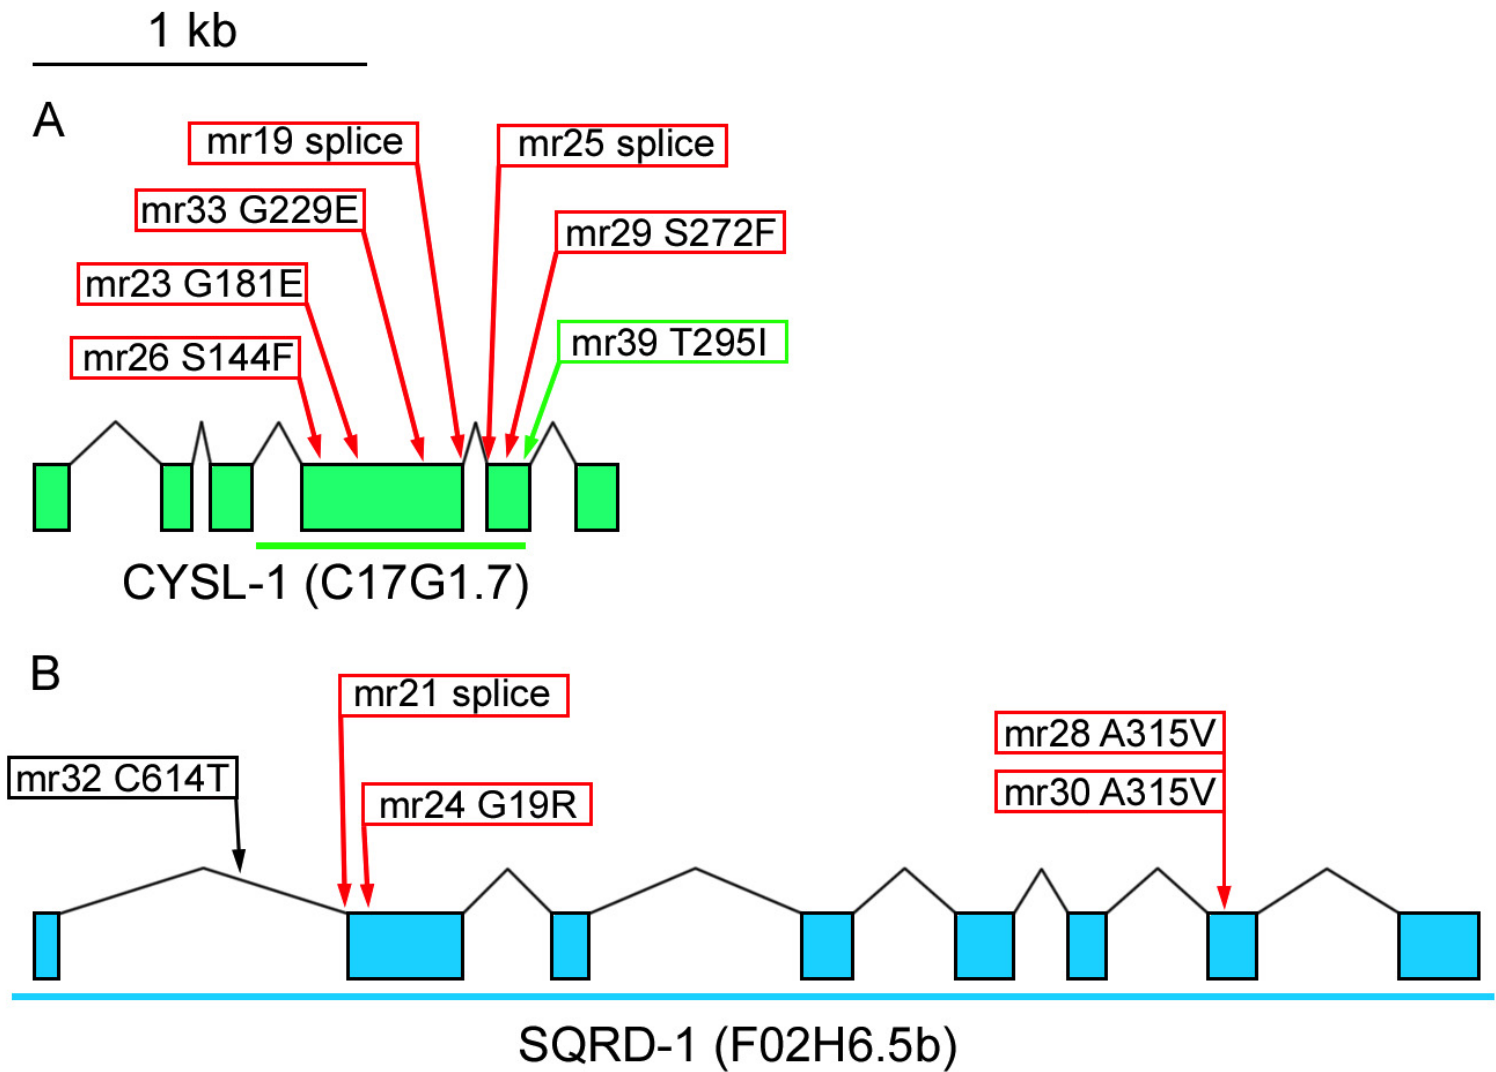 1 kb
A
mr19 splice
mr25 splice
mr33 G229E
mr29 S272F
mr23 G181E
mr39 T295I
mr26 S144F
CYSL-1 (C17G1.7)
B
mr21 splice
mr28 A315V
mr32 C614T
mr30 A315V
mr24 G19R
SQRD-1 (F02H6.5b)